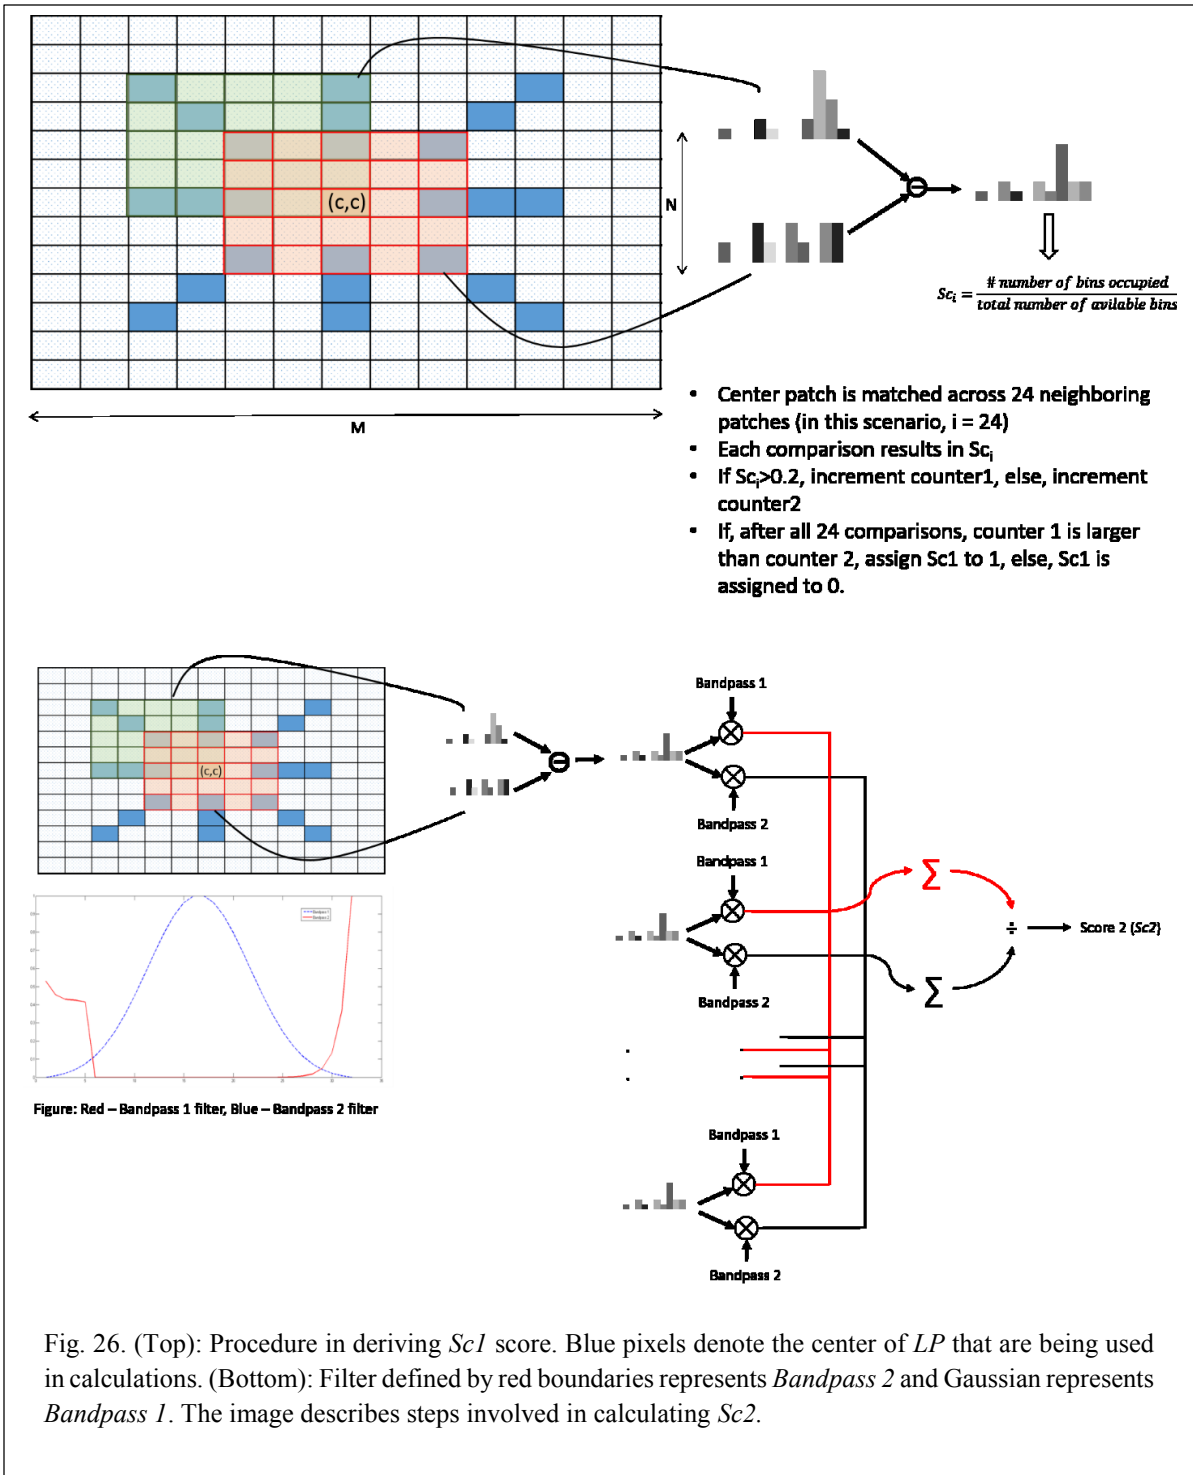 (c,c)
N
M
Sc_i = # number of bins occupied
total number of avilable bins
• Center patch is matched across 24 neighboring
patches (in this scenario, i = 24)
• Each comparison results in Sc_i
• If Sc_i>0.2, increment counter1, else, increment
counter2
• If, after all 24 comparisons, counter 1 is larger
than counter 2, assign Sc1 to 1, else, Sc1 is
assigned to 0.
(c,c)
Bandpass 1
Bandpass 2
Bandpass 1
Bandpass 2
Σ
Σ
÷
Score 2 (Sc2)
Bandpass 1
Bandpass 2
Figure: Red – Bandpass 1 filter, Blue – Bandpass 2 filter
Fig. 26. (Top): Procedure in deriving Sc1 score. Blue pixels denote the center of LP that are being used
in calculations. (Bottom): Filter defined by red boundaries represents Bandpass 2 and Gaussian represents
Bandpass 1. The image describes steps involved in calculating Sc2.